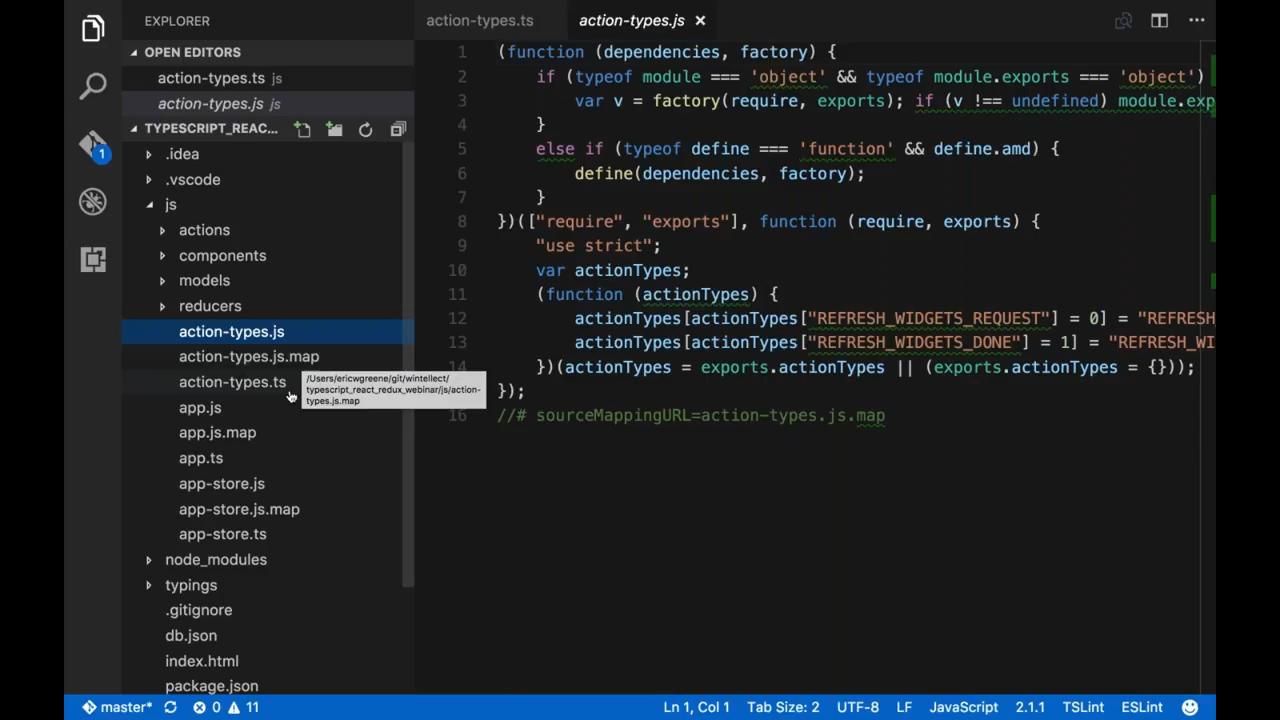 EXPLORER
OPEN EDITORS
action-types.ts js
action-types.js js
TYPESCRIPT_REAC...
.idea
.vscode
js
actions
components
models
reducers
action-types.js
action-types.js.map
action-types.ts
/Users/ericwgreene/git/wintellect/
typescript_react_redux_webinar/js/action-
types.js.map
app.js
app.js.map
app.ts
app-store.js
app-store.js.map
app-store.ts
node_modules
typings
.gitignore
db.json
index.html
package.json
1
action-types.ts action-types.js
1 (function (dependencies, factory) {
2 if (typeof module === 'object' && typeof module.exports === 'object')
3 var v = factory(require, exports); if (v !== undefined) module.exp
4 }
5 else if (typeof define === 'function' && define.amd) {
6 define(dependencies, factory);
7 }
8 })(["require", "exports"], function (require, exports) {
9 "use strict";
10 var actionTypes;
11 (function (actionTypes) {
12 actionTypes[actionTypes["REFRESH_WIDGETS_REQUEST"] = 0] = "REFRESH
13 actionTypes[actionTypes["REFRESH_WIDGETS_DONE"] = 1] = "REFRESH_WI
14 })(actionTypes = exports.actionTypes || (exports.actionTypes = {}));
});
16 //# sourceMappingURL=action-types.js.map
master* 0 11 Ln 1, Col 1 Tab Size: 2 UTF-8 LF JavaScript 2.1.1 TSLint ESLint